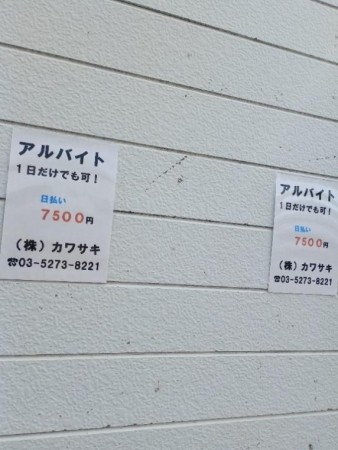 アルバイト
1日だけでも可!
日払い
7500円
(株)カワサキ
☎03-5273-8221
アルバイト
1日だけでも可!
日払い
7500円
(株)カワサキ
☎03-5273-8221